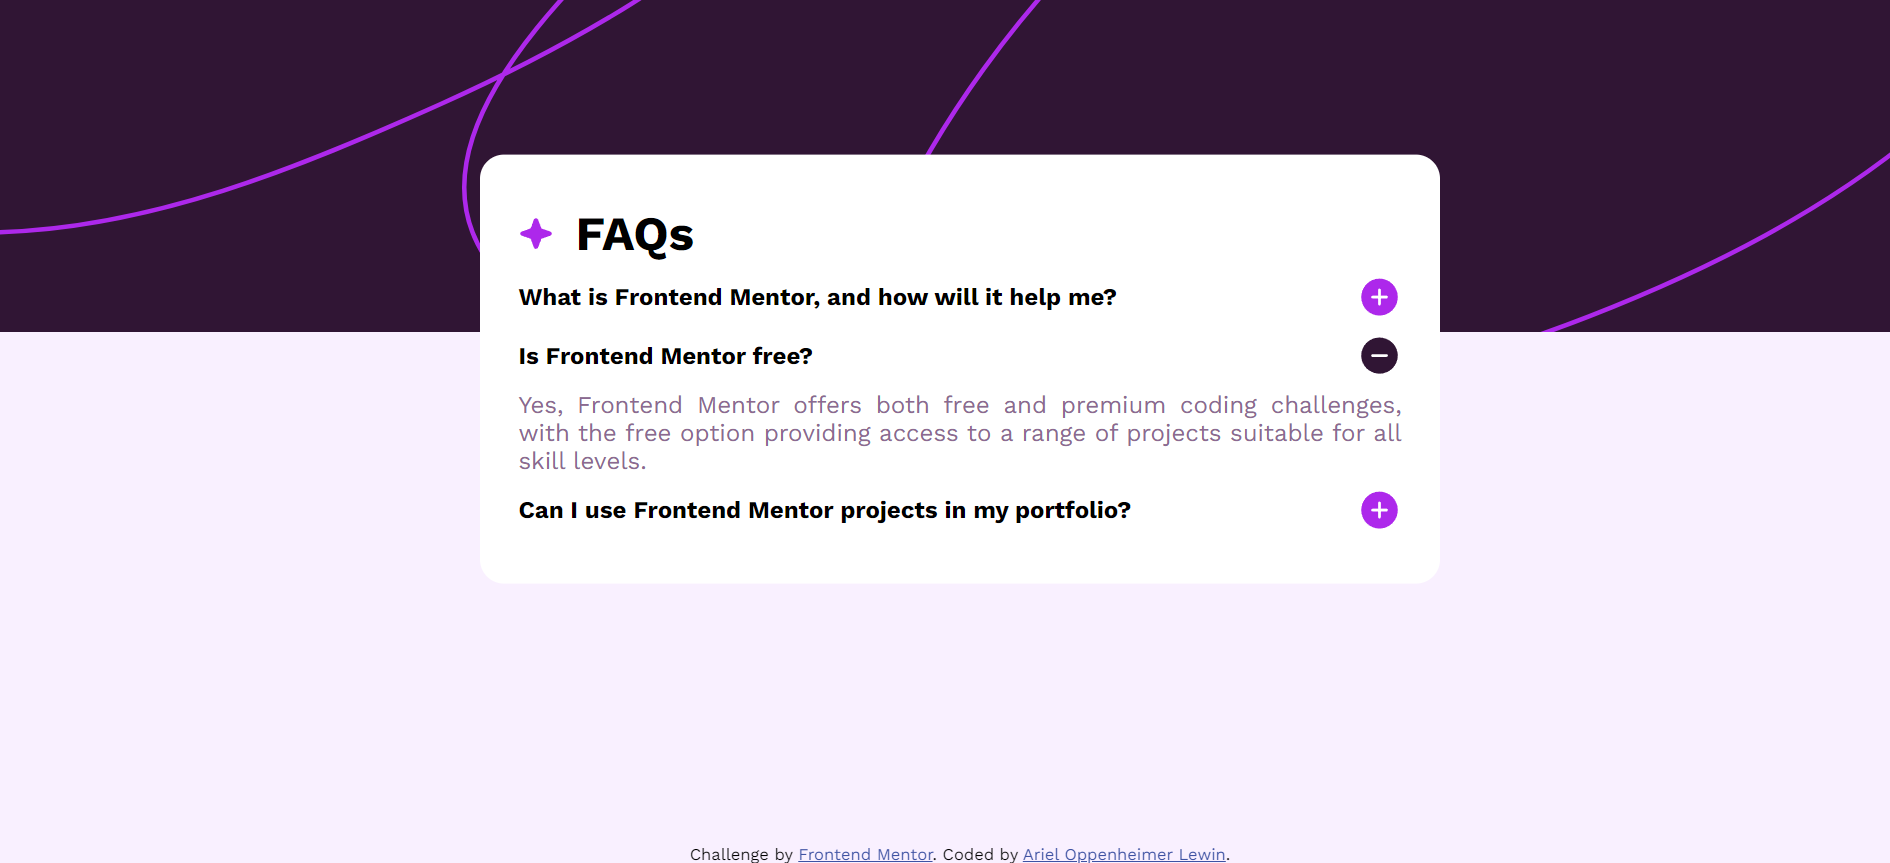 FAQs
What is Frontend Mentor, and how will it help me?
Is Frontend Mentor free?
Yes, Frontend Mentor offers both free and premium coding challenges,
with the free option providing access to a range of projects suitable for all
skill levels.
Can I use Frontend Mentor projects in my portfolio?
Challenge by Frontend Mentor. Coded by Ariel Oppenheimer Lewin.